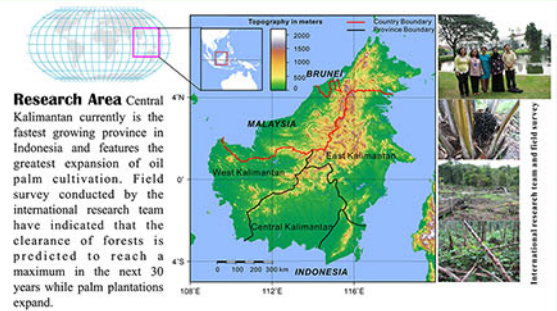 Research Area Central
Kalimantan currently is the
fastest growing province in
Indonesia and features the
greatest expansion of oil
palm cultivation. Field
survey conducted by the
international research team
have indicated that the
clearance of forests is
predicted to reach a
maximum in the next 30
years while palm plantations
expand.
Topography in meters
2000
1500
1000
500
0
Country Boundary
Province Boundary
BRUNEI
MALAYSIA
East Kalimantan
West Kalimantan
Central Kalimantan
INDONESIA
4°N
0°
4°S
0 100 200 300 km
108°E
112°E
116°E
International research team and field survey